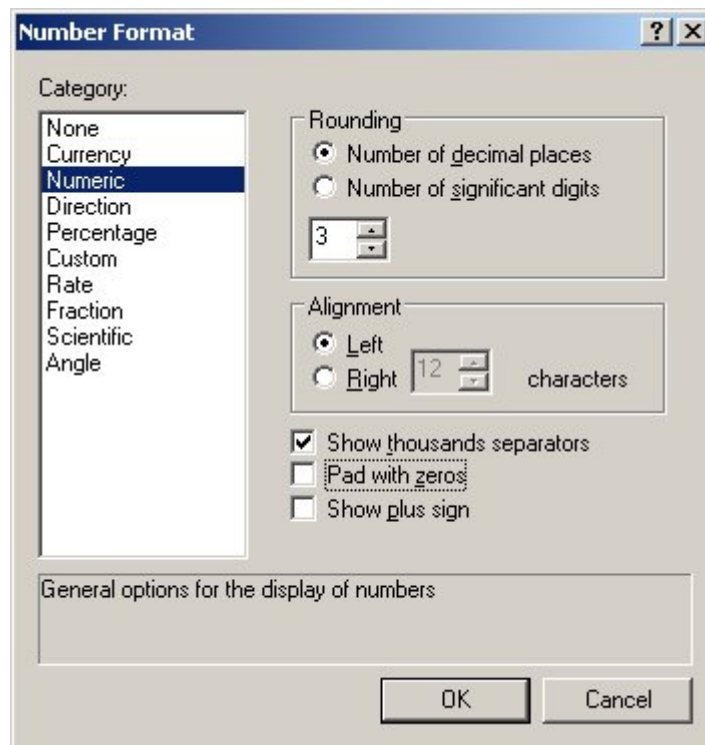 Number Format
Category:
None
Currency
Numeric
Direction
Percentage
Custom
Rate
Fraction
Scientific
Angle
Rounding
Number of decimal places
Number of significant digits
3
Alignment
Left
Right 12 characters
Show thousands separators
Pad with zeros
Show plus sign
General options for the display of numbers
OK Cancel